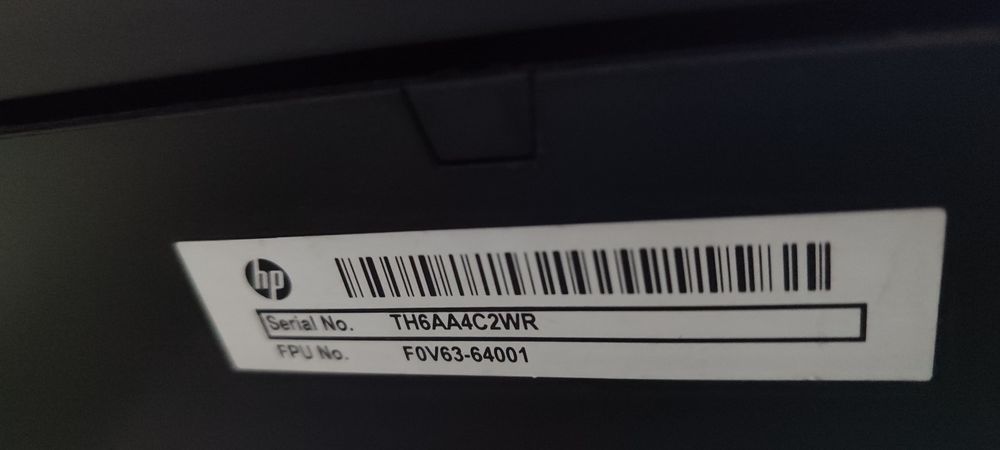 hp
Serial No. TH6AA4C2WR
FPU No. F0V63-64001